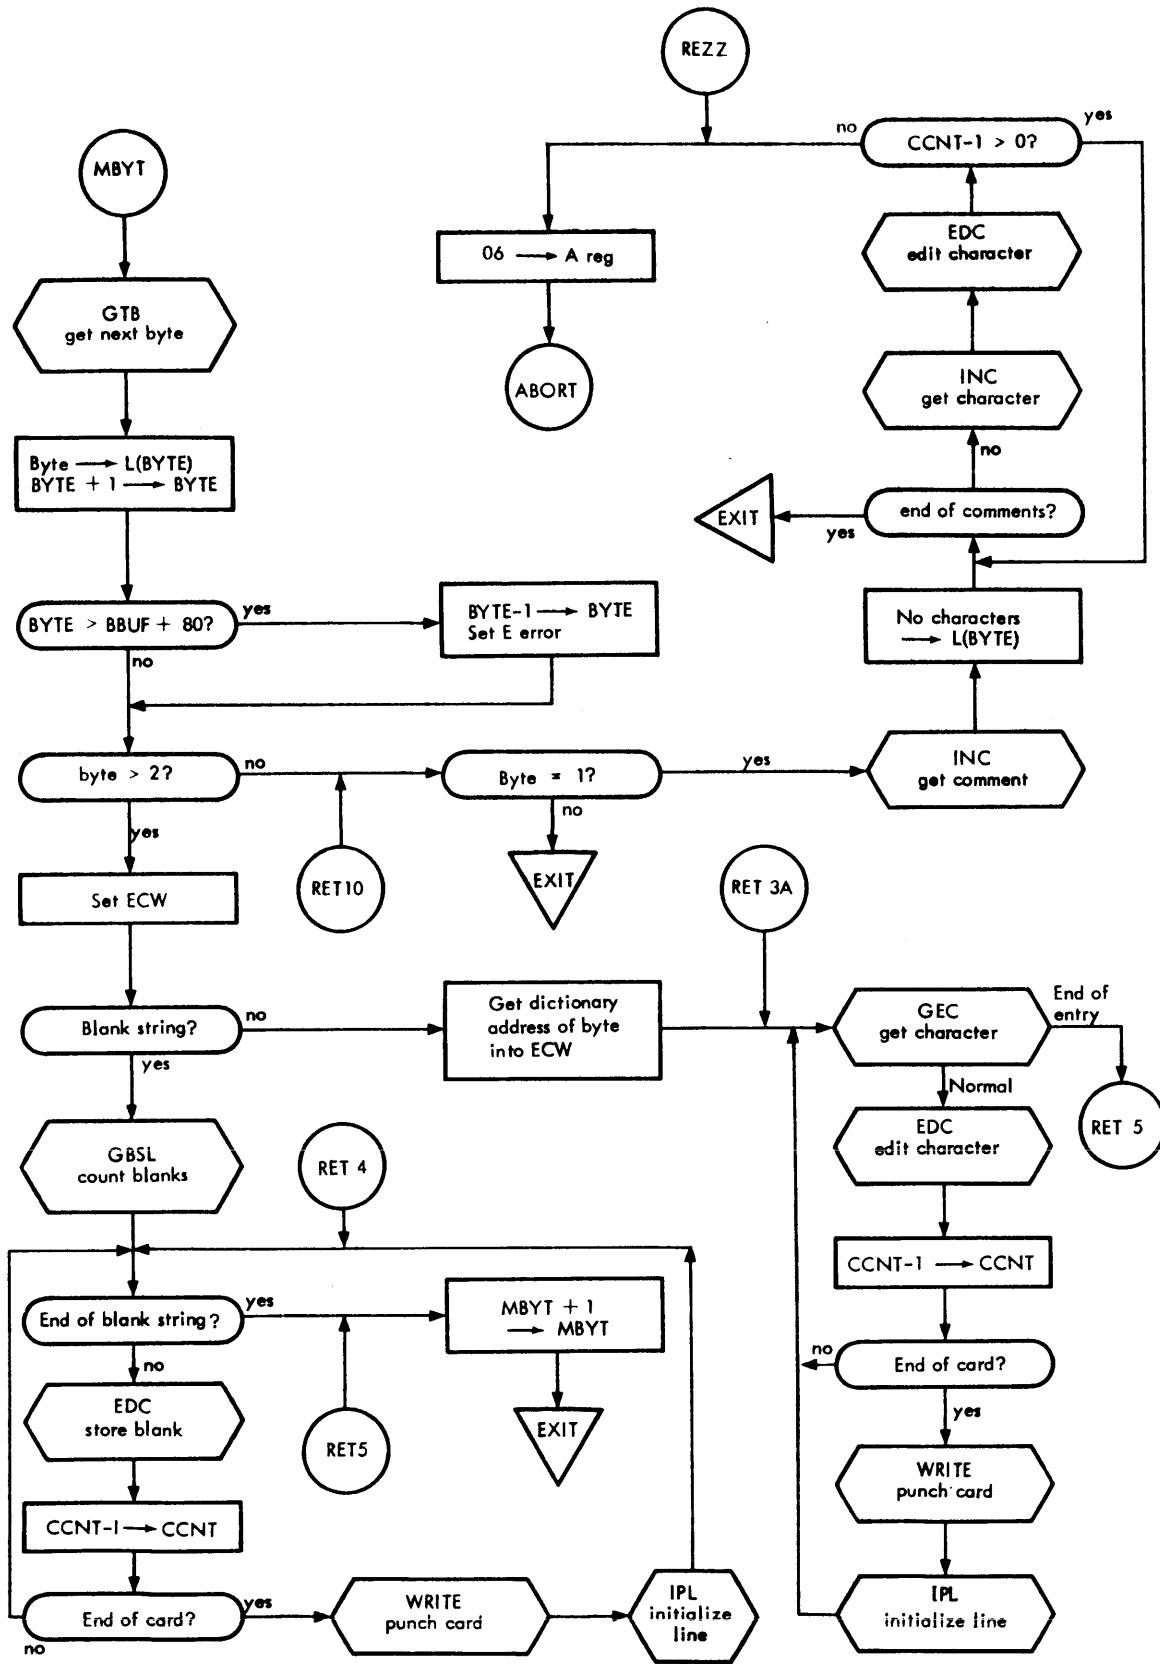 REZZ
no
CCNT-1 > 0?
yes
MBYT
EDC
edit character
06 → A reg
GTB
get next byte
INC
get character
ABORT
no
Byte → L(BYTE)
BYTE + 1 → BYTE
EXIT
yes
end of comments?
BYTE > BBUF + 80?
yes
BYTE-1 → BYTE
Set E error
No characters
→ L(BYTE)
no
byte > 2?
no
Byte = 1?
yes
INC
get comment
yes
no
RET10
EXIT
RET 3A
Set ECW
Blank string?
no
Get dictionary
address of byte
into ECW
GEC
get character
End of
entry
yes
Normal
GBSL
count blanks
RET 4
EDC
edit character
RET 5
CCNT-1 → CCNT
End of blank string?
yes
MBYT + 1
→ MBYT
no
no
End of card?
EDC
store blank
RET5
EXIT
yes
WRITE
punch card
CCNT-1 → CCNT
End of card?
yes
no
WRITE
punch card
IPL
initialize
line
IPL
initialize line